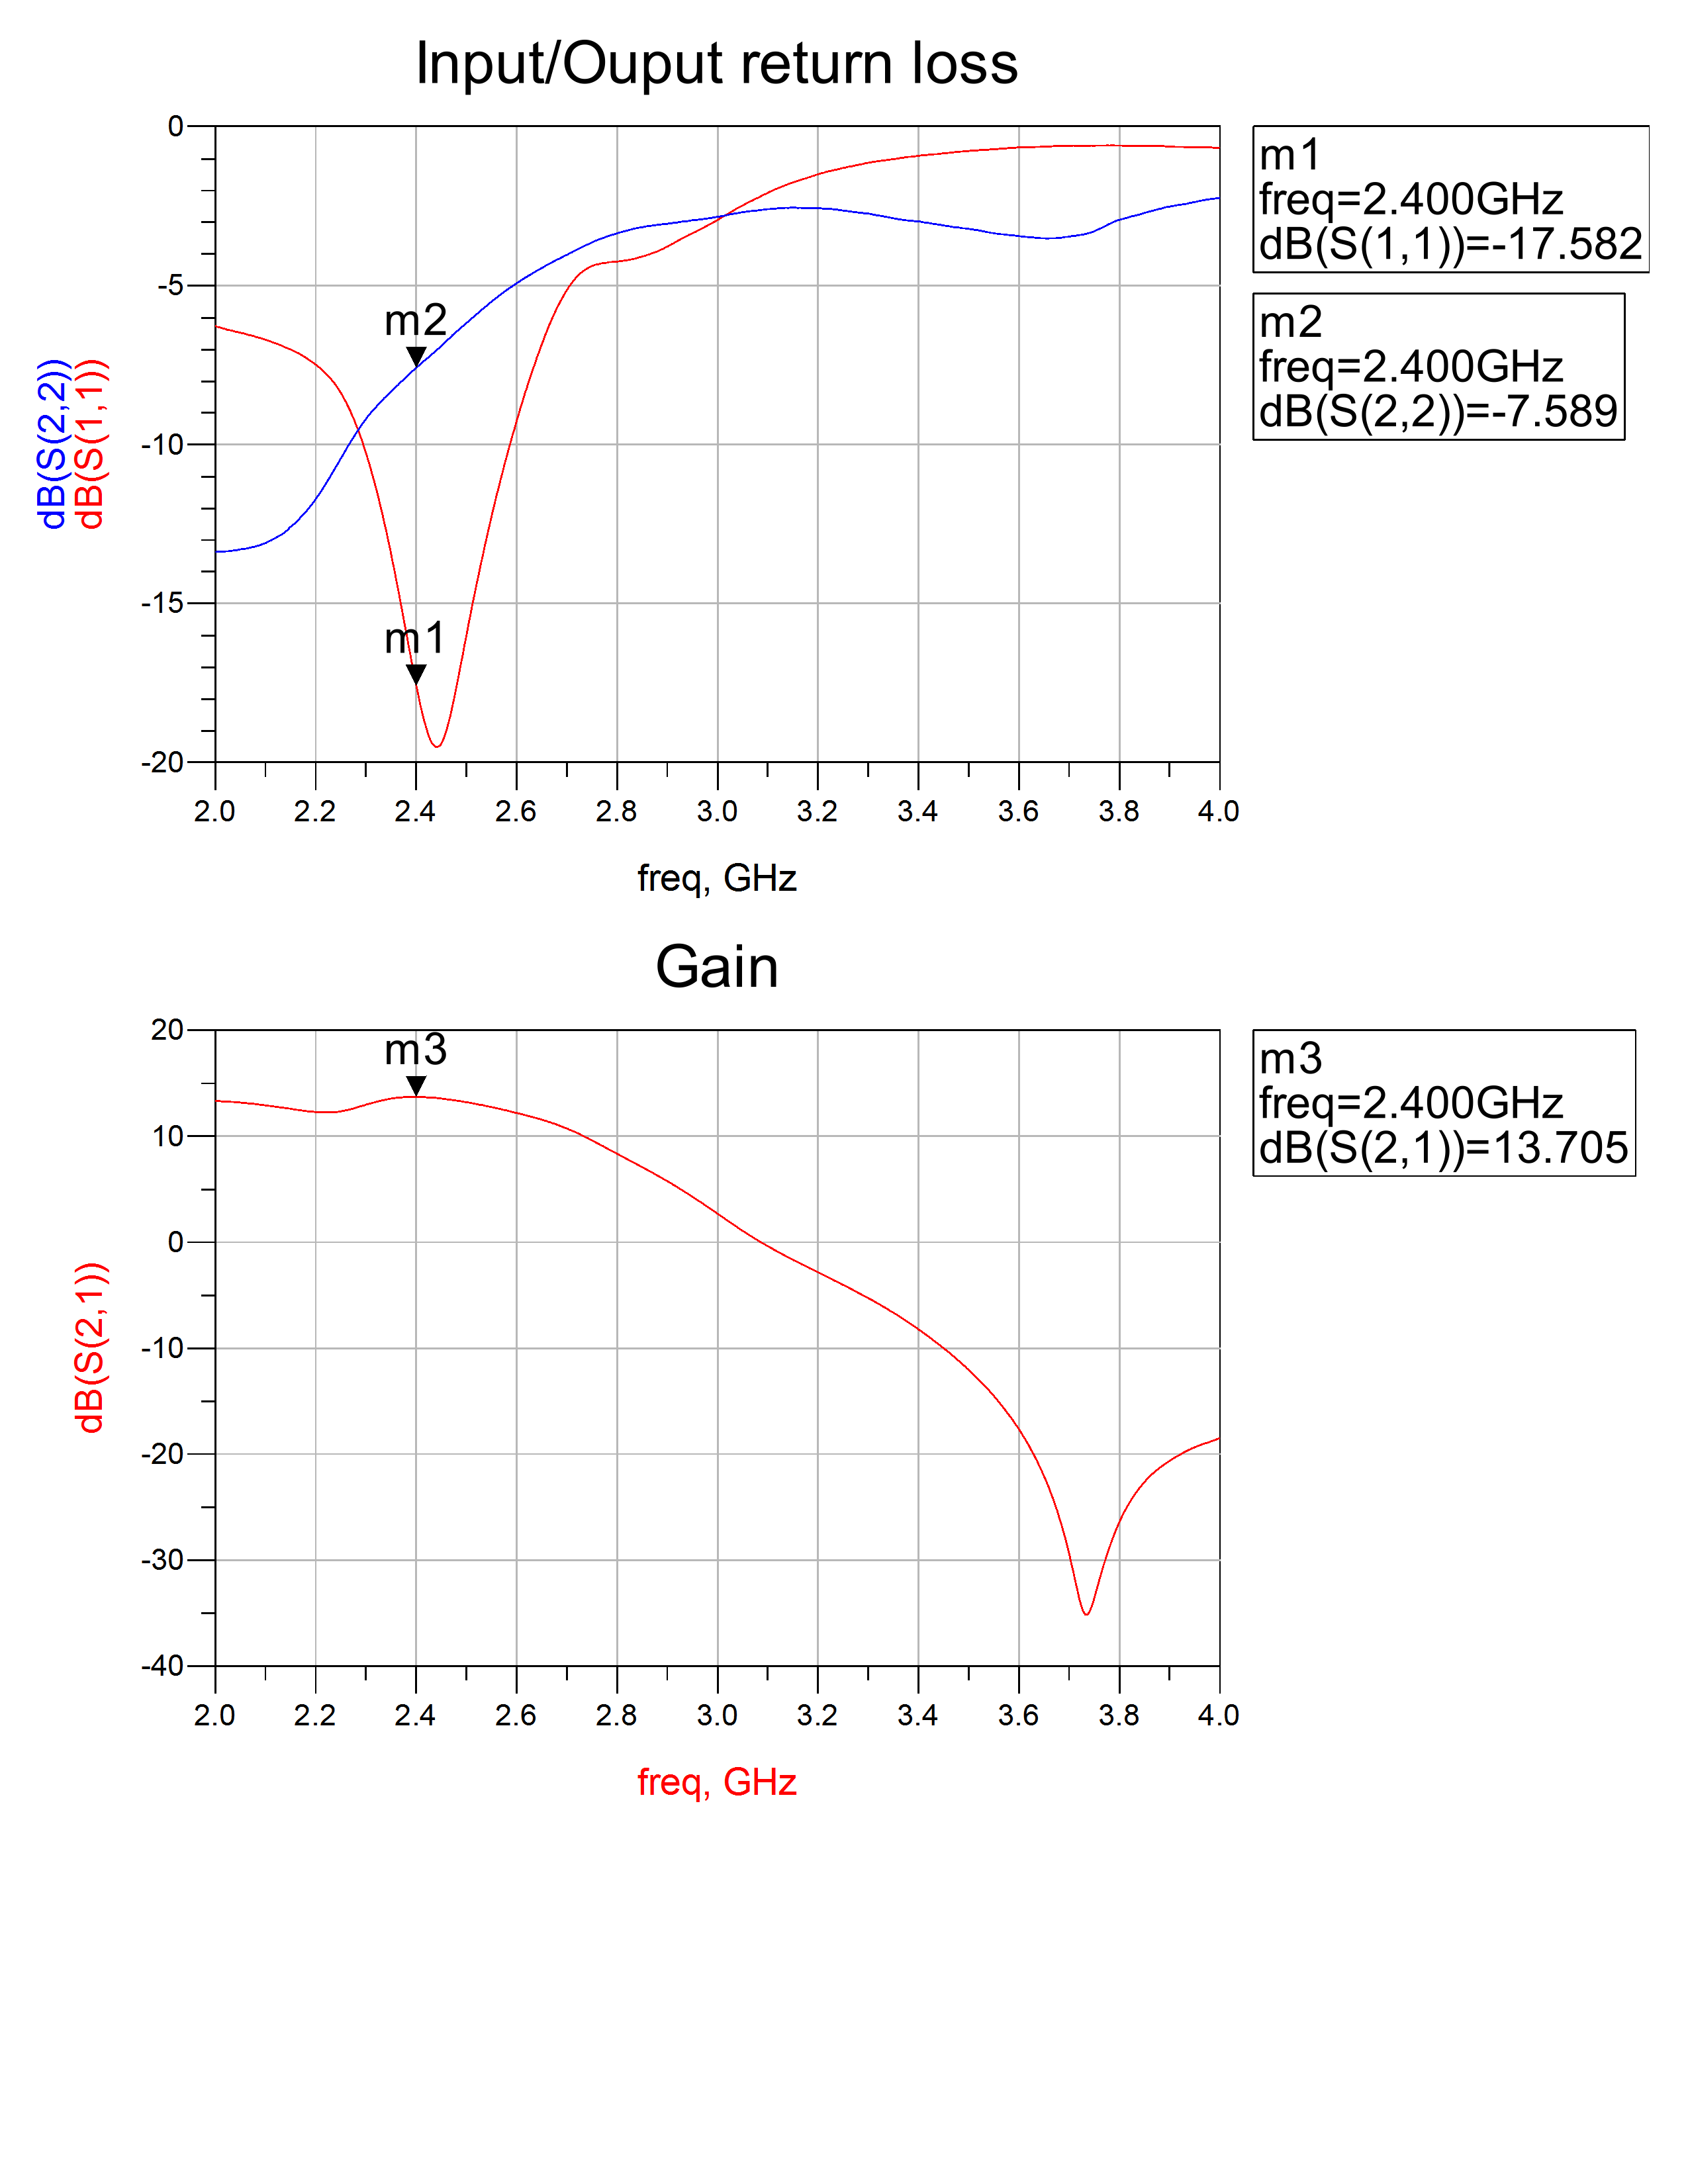 Input/Ouput return loss
m1
freq=2.400GHz
dB(S(1,1))=-17.582
m2
freq=2.400GHz
dB(S(2,2))=-7.589
dB(S(2,2))
dB(S(1,1))
0
-5
-10
-15
-20
m2
m1
2.0 2.2 2.4 2.6 2.8 3.0 3.2 3.4 3.6 3.8 4.0
freq, GHz
Gain
m3
freq=2.400GHz
dB(S(2,1))=13.705
dB(S(2,1))
20
10
0
-10
-20
-30
-40
m3
2.0 2.2 2.4 2.6 2.8 3.0 3.2 3.4 3.6 3.8 4.0
freq, GHz